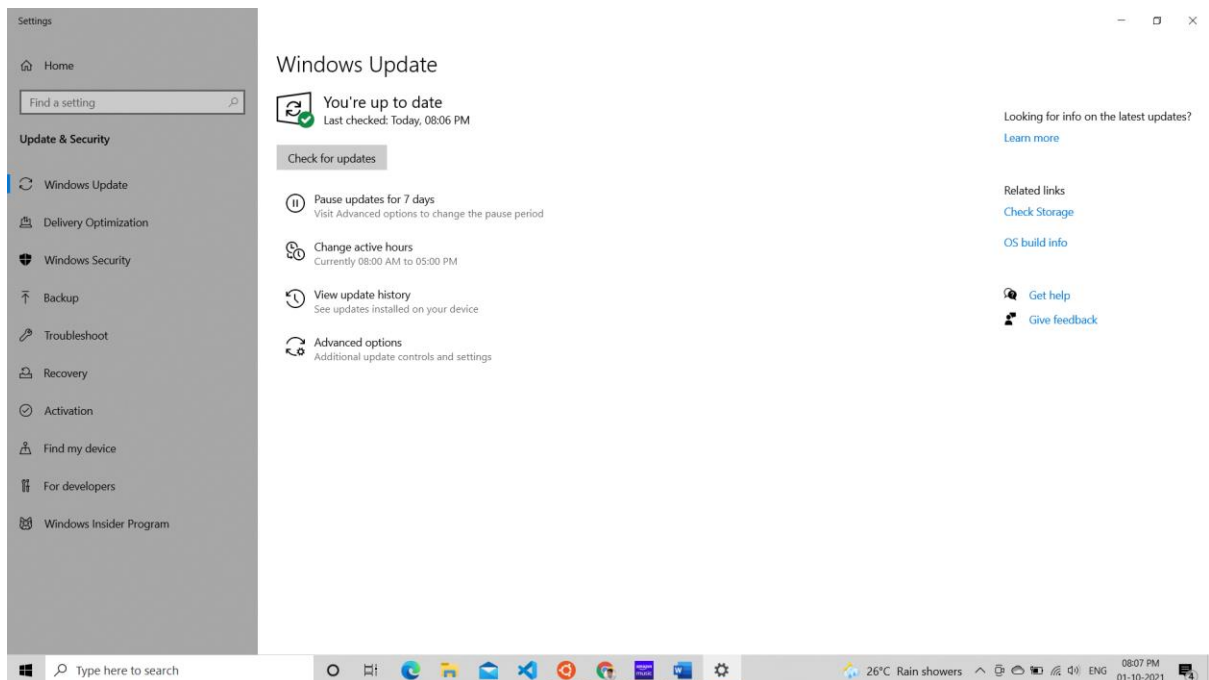 Settings
Home
Find a setting
Update & Security
Windows Update
Delivery Optimization
Windows Security
Backup
Troubleshoot
Recovery
Activation
Find my device
For developers
Windows Insider Program
Windows Update
You're up to date
Last checked: Today, 08:06 PM
Check for updates
Pause updates for 7 days
Visit Advanced options to change the pause period
Change active hours
Currently 08:00 AM to 05:00 PM
View update history
See updates installed on your device
Advanced options
Additional update controls and settings
Looking for info on the latest updates?
Learn more
Related links
Check Storage
OS build info
Get help
Give feedback
Type here to search
amazon music
W
26°C Rain showers
ENG
08:07 PM
01-10-2021
4